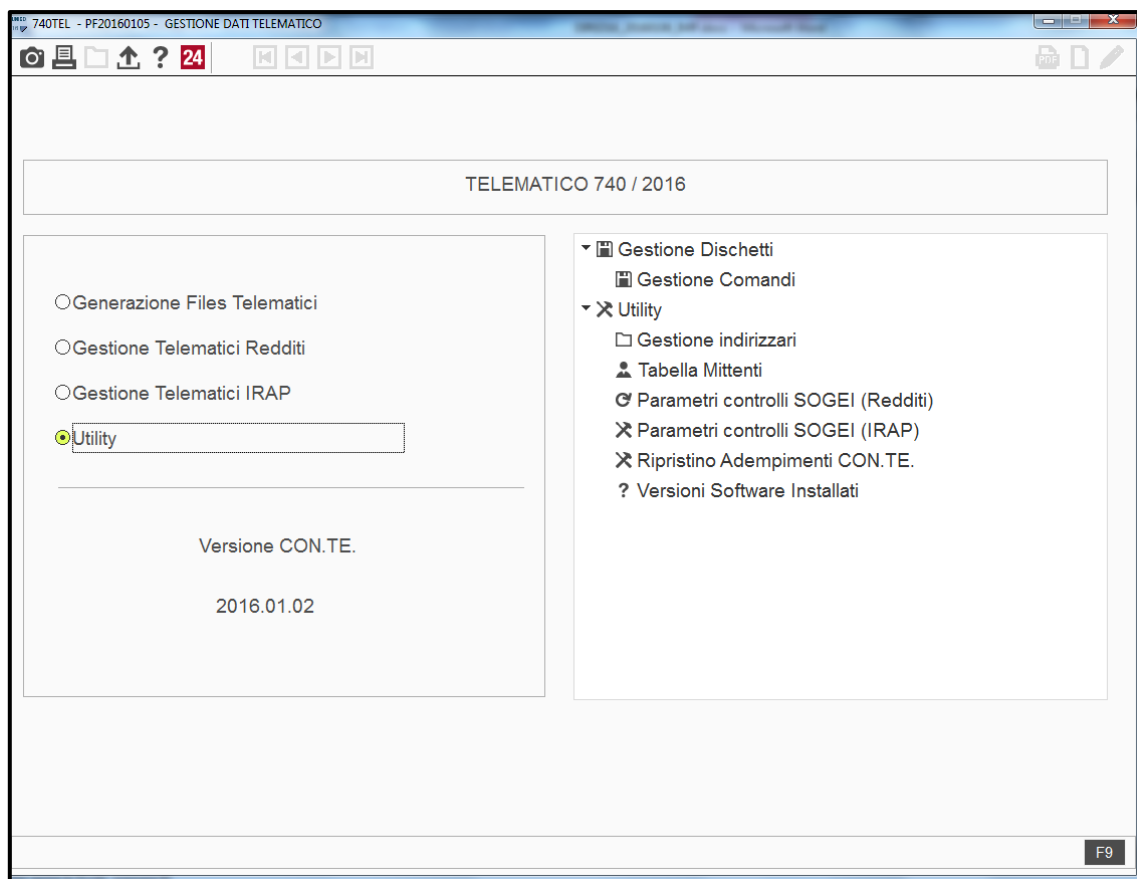 740TEL - PF20160105 - GESTIONE DATI TELEMATICO
? 24
PDF
TELEMATICO 740 / 2016
Generazione Files Telematici
Gestione Telematici Redditi
Gestione Telematici IRAP
Utility
Versione CON.TE.
2016.01.02
Gestione Dischetti
Gestione Comandi
Utility
Gestione indirizzari
Tabella Mittenti
Parametri controlli SOGEI (Redditi)
Parametri controlli SOGEI (IRAP)
Ripristino Adempimenti CON.TE.
? Versioni Software Installati
F9